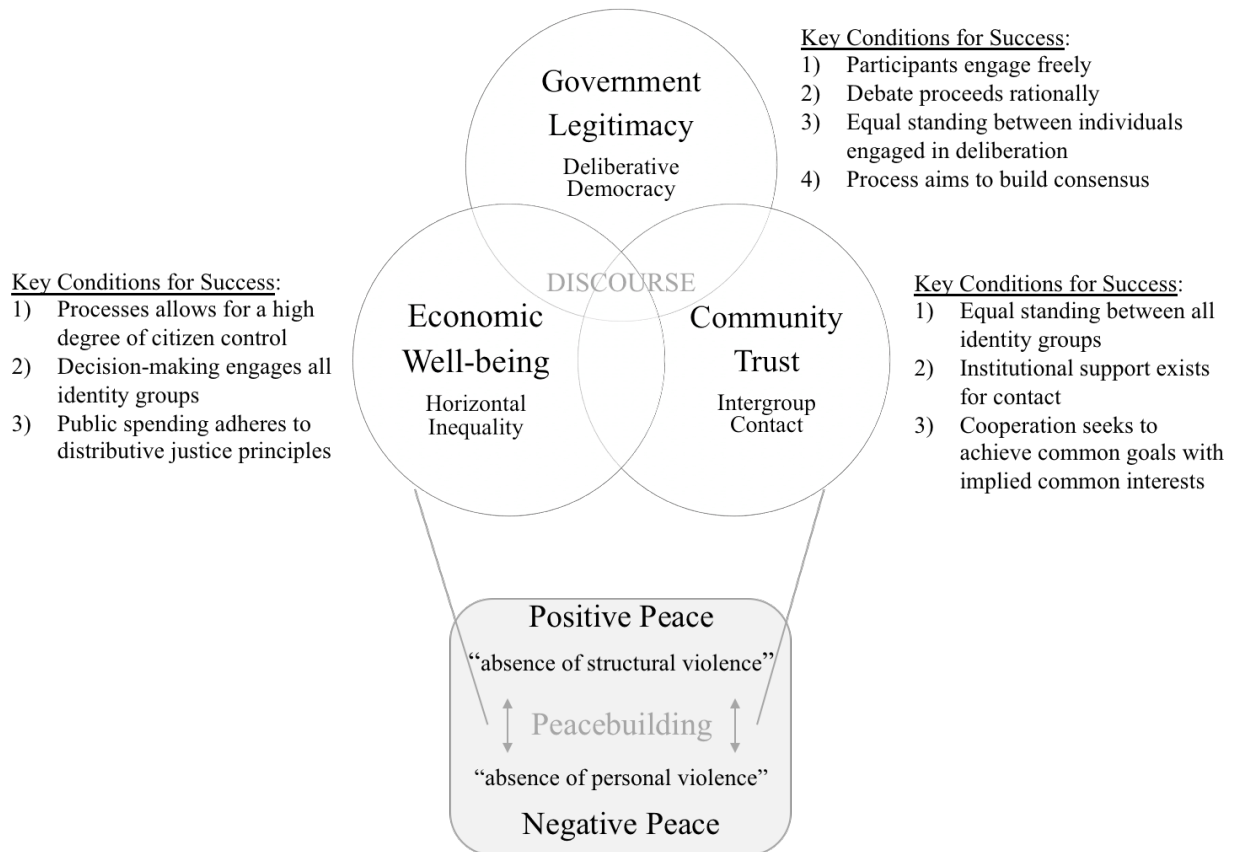 Government
Legitimacy
Deliberative
Democracy
Key Conditions for Success:
1) Participants engage freely
2) Debate proceeds rationally
3) Equal standing between individuals
engaged in deliberation
4) Process aims to build consensus
DISCOURSE
Key Conditions for Success:
1) Processes allows for a high
degree of citizen control
2) Decision-making engages all
identity groups
3) Public spending adheres to
distributive justice principles
Economic
Well-being
Horizontal
Inequality
Community
Trust
Intergroup
Contact
Key Conditions for Success:
1) Equal standing between all
identity groups
2) Institutional support exists
for contact
3) Cooperation seeks to
achieve common goals with
implied common interests
Positive Peace
“absence of structural violence”
Peacebuilding
“absence of personal violence”
Negative Peace